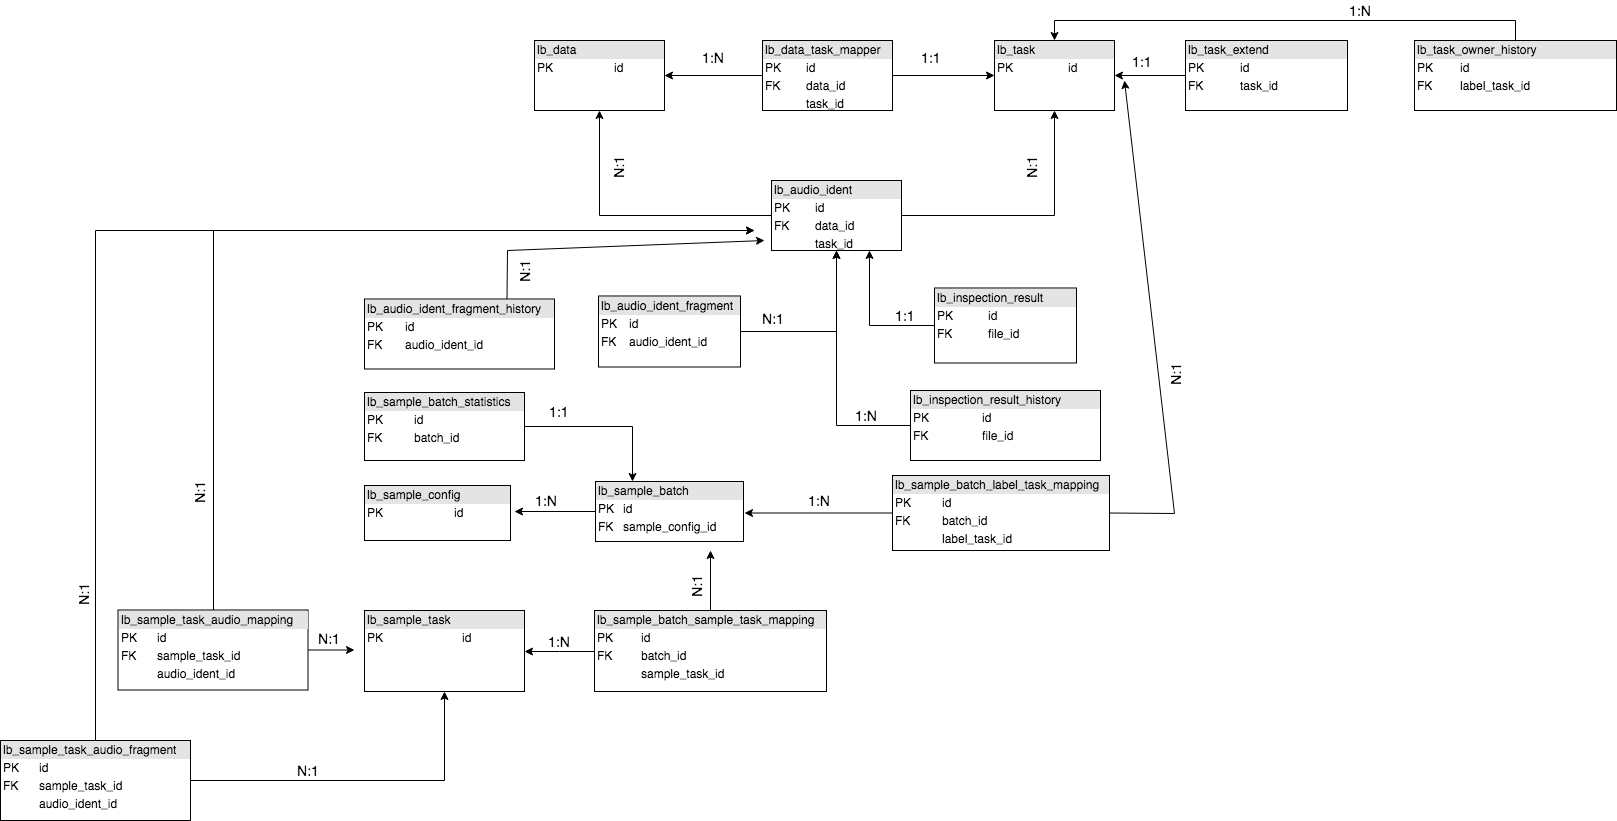 1:N
lb_data
PK id
lb_data_task_mapper
PK id
FK data_id
task_id
lb_task
PK id
lb_task_extend
PK id
FK task_id
lb_task_owner_history
PK id
FK label_task_id
1:N
1:1
1:1
N:1
N:1
lb_audio_ident
PK id
FK data_id
task_id
N:1
lb_audio_ident_fragment_history
PK id
FK audio_ident_id
lb_audio_ident_fragment
PK id
FK audio_ident_id
N:1
lb_inspection_result
PK id
FK file_id
1:1
N:1
lb_sample_batch_statistics
PK id
FK batch_id
1:1
lb_inspection_result_history
PK id
FK file_id
1:N
lb_sample_config
PK id
1:N
lb_sample_batch
PK id
FK sample_config_id
1:N
lb_sample_batch_label_task_mapping
PK id
FK batch_id
label_task_id
N:1
N:1
N:1
lb_sample_task_audio_mapping
PK id
FK sample_task_id
audio_ident_id
N:1
lb_sample_task
PK id
1:N
lb_sample_batch_sample_task_mapping
PK id
FK batch_id
sample_task_id
lb_sample_task_audio_fragment
PK id
FK sample_task_id
audio_ident_id
N:1